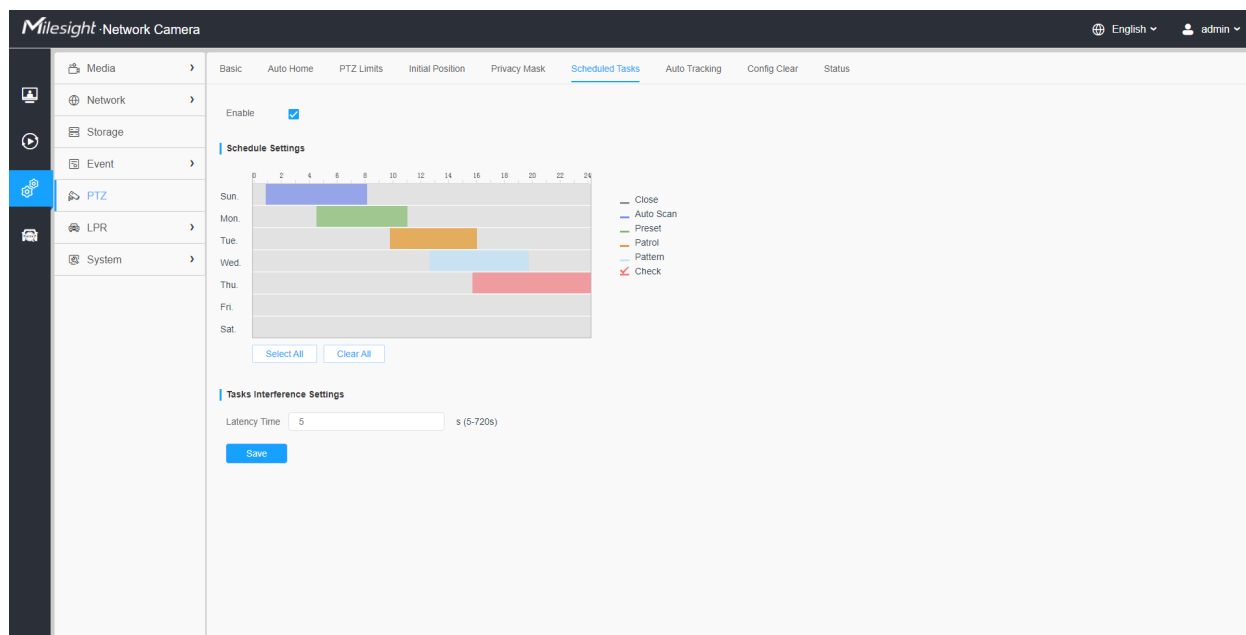 Milesight · Network Camera
English
admin
Media
Network
Storage
Event
PTZ
LPR
System
Basic
Auto Home
PTZ Limits
Initial Position
Privacy Mask
Scheduled Tasks
Auto Tracking
Config Clear
Status
Enable
Schedule Settings
0 2 4 6 8 10 12 14 16 18 20 22 24
Sun.
Mon.
Tue.
Wed.
Thu.
Fri.
Sat.
Close
Auto Scan
Preset
Patrol
Pattern
Check
Select All
Clear All
Tasks Interference Settings
Latency Time 5 s (5-720s)
Save